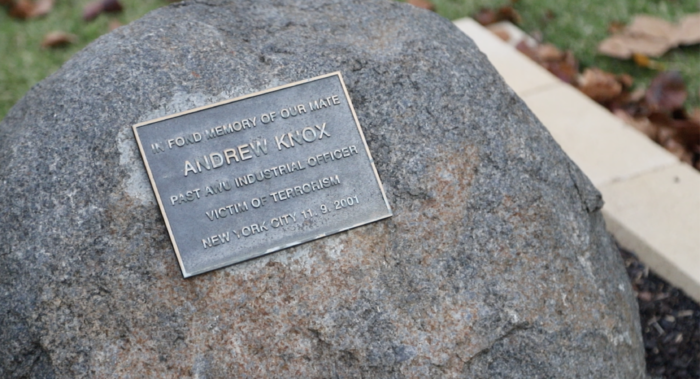 IN FOND MEMORY OF OUR MATE
ANDREW KNOX
PAST AWU INDUSTRIAL OFFICER
VICTIM OF TERRORISM
NEW YORK CITY 11. 9. 2001